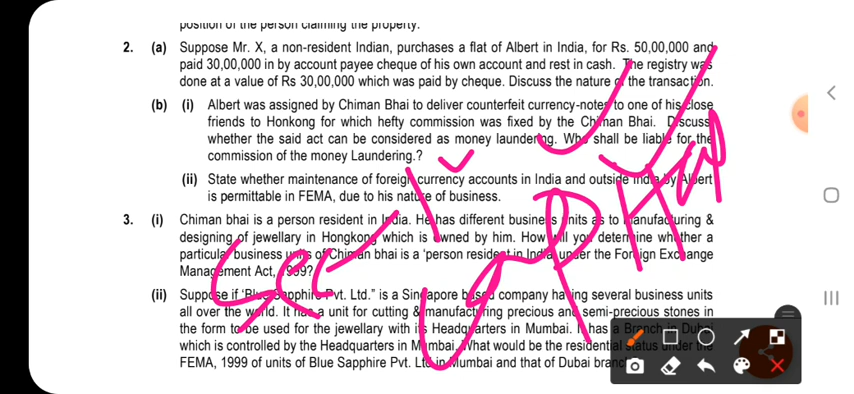 position of the person claiming the property.
2. (a) Suppose Mr. X, a non-resident Indian, purchases a flat of Albert in India, for Rs. 50,00,000 and
paid 30,00,000 in by account payee cheque of his own account and rest in cash. The registry was
done at a value of Rs 30,00,000 which was paid by cheque. Discuss the nature of the transaction.
(b) (i) Albert was assigned by Chiman Bhai to deliver counterfeit currency-notes to one of his close
friends to Honkong for which hefty commission was fixed by the Chiman Bhai. Discuss
whether the said act can be considered as money laundering. Who shall be liable for the
commission of the money Laundering.?
(ii) State whether maintenance of foreign currency accounts in India and outside India by Albert
is permittable in FEMA, due to his nature of business.
3. (i) Chiman bhai is a person resident in India. He has different business units as to manufacturing &
designing of jewellary in Hongkong which is owned by him. How will you determine whether a
particular business units of Chiman bhai is a 'person resident in India' under the Foreign Exchange
Management Act, 1999?
(ii) Suppose if 'Blue Sapphire Pvt. Ltd." is a Singapore based company having several business units
all over the world. It has a unit for cutting & manufacturing precious and semi-precious stones in
the form to be used for the jewellary with its Headquarters in Mumbai. It has a Branch in Dubai
which is controlled by the Headquarters in Mumbai. What would be the residential status under the
FEMA, 1999 of units of Blue Sapphire Pvt. Ltd in Mumbai and that of Dubai branch